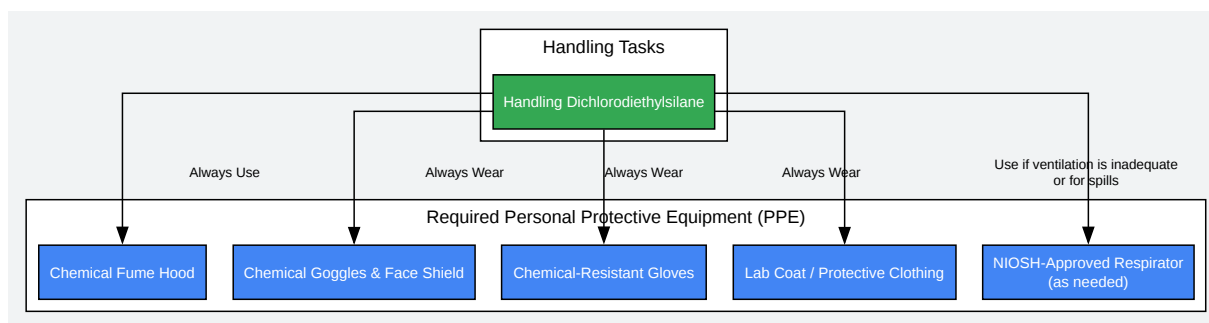 Handling Tasks
Handling Dichlorodiethylsilane
Always Use
Always Wear
Always Wear
Always Wear
Use if ventilation is inadequate
or for spills
Required Personal Protective Equipment (PPE)
Chemical Fume Hood
Chemical Goggles & Face Shield
Chemical-Resistant Gloves
Lab Coat / Protective Clothing
NIOSH-Approved Respirator
(as needed)